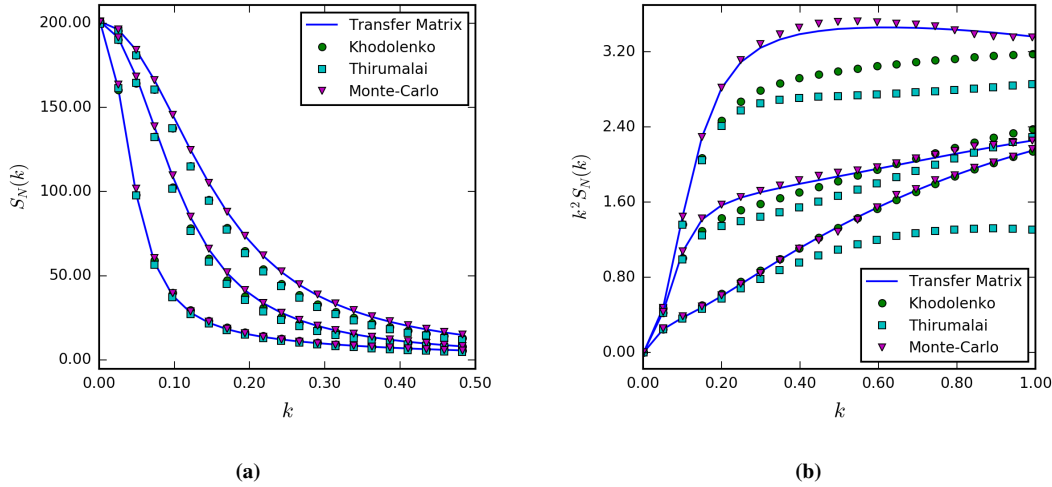 200.00
150.00
100.00
50.00
0.00
S_N(k)
0.00 0.10 0.20 0.30 0.40 0.50
k
Transfer Matrix
Khodolenko
Thirumalai
Monte-Carlo
(a)
3.20
2.40
1.60
0.80
0.00
k^2 S_N(k)
0.00 0.20 0.40 0.60 0.80 1.00
k
Transfer Matrix
Khodolenko
Thirumalai
Monte-Carlo
(b)